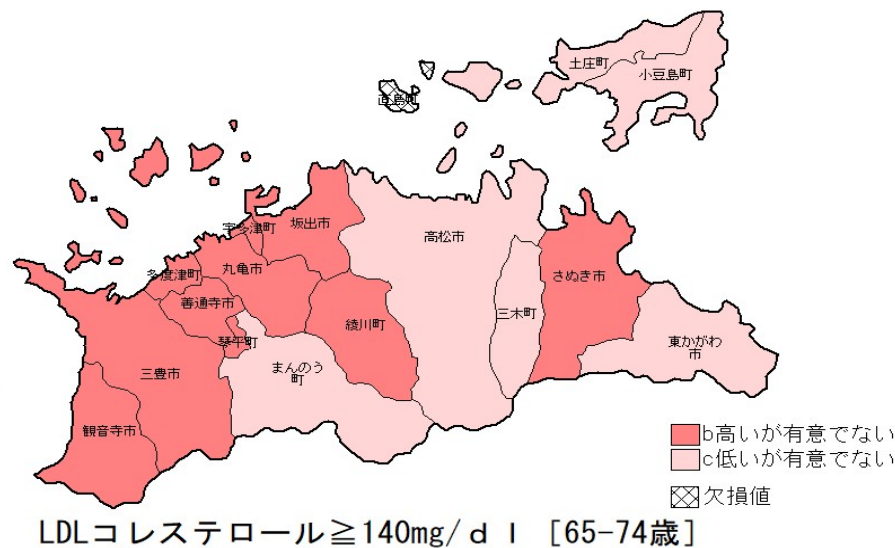 土庄町
小豆島町
直島町
宇多津町
坂出市
高松市
多度津町
丸亀市
さぬき市
善通寺市
綾川町
三木町
琴平町
東かがわ
市
まんのう
町
三豊市
観音寺市
b高いが有意でない
c低いが有意でない
欠損値
LDLコレステロール≧140mg/ｄｌ [65-74歳]